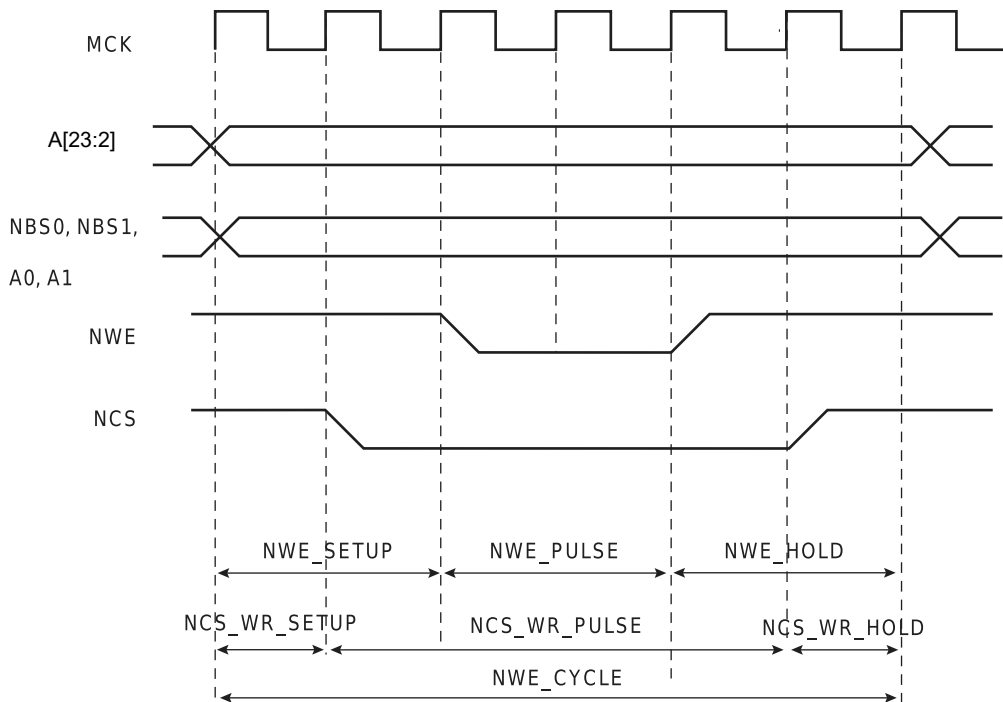 MCK
A[23:2]
NBS0, NBS1,
A0, A1
NWE
NCS
NWE_SETUP NWE_PULSE NWE_HOLD
NCS_WR_SETUP NCS_WR_PULSE NCS_WR_HOLD
NWE_CYCLE